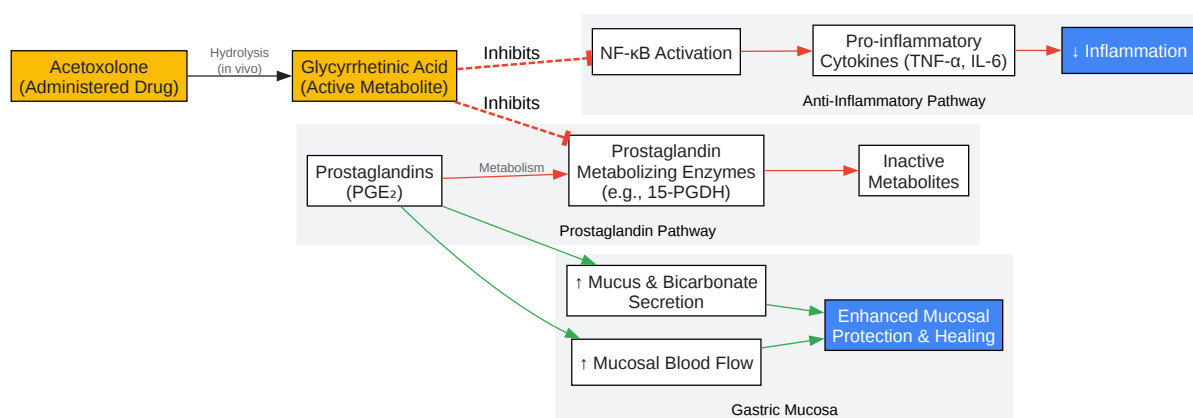 Acetoxolone
(Administered Drug)
Hydrolysis
(in vivo)
Glycyrrhetinic Acid
(Active Metabolite)
Inhibits
NF-κB Activation
Pro-inflammatory
Cytokines (TNF-α, IL-6)
↓ Inflammation
Anti-Inflammatory Pathway
Inhibits
Prostaglandins
(PGE₂)
Metabolism
Prostaglandin
Metabolizing Enzymes
(e.g., 15-PGDH)
Inactive
Metabolites
Prostaglandin Pathway
↑ Mucus & Bicarbonate
Secretion
↑ Mucosal Blood Flow
Enhanced Mucosal
Protection & Healing
Gastric Mucosa